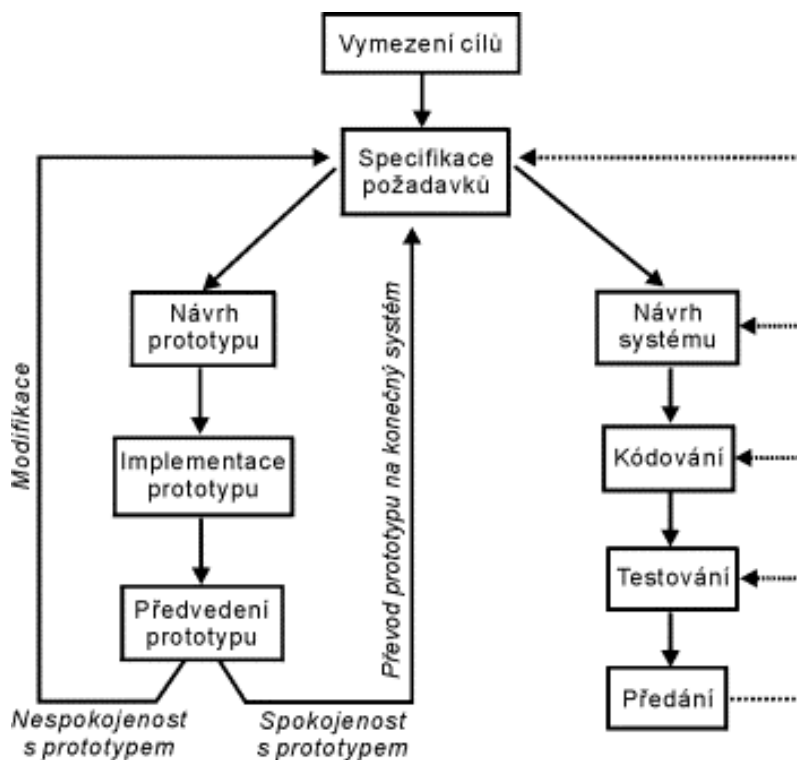 Vymezení cílů
Specifikace
požadavků
Návrh
prototypu
Implementace
prototypu
Předvedení
prototypu
Modifikace
Nespokojenost
s prototypem
Spokojenost
s prototypem
Převod prototypu na konečný systém
Návrh
systému
Kódování
Testování
Předání